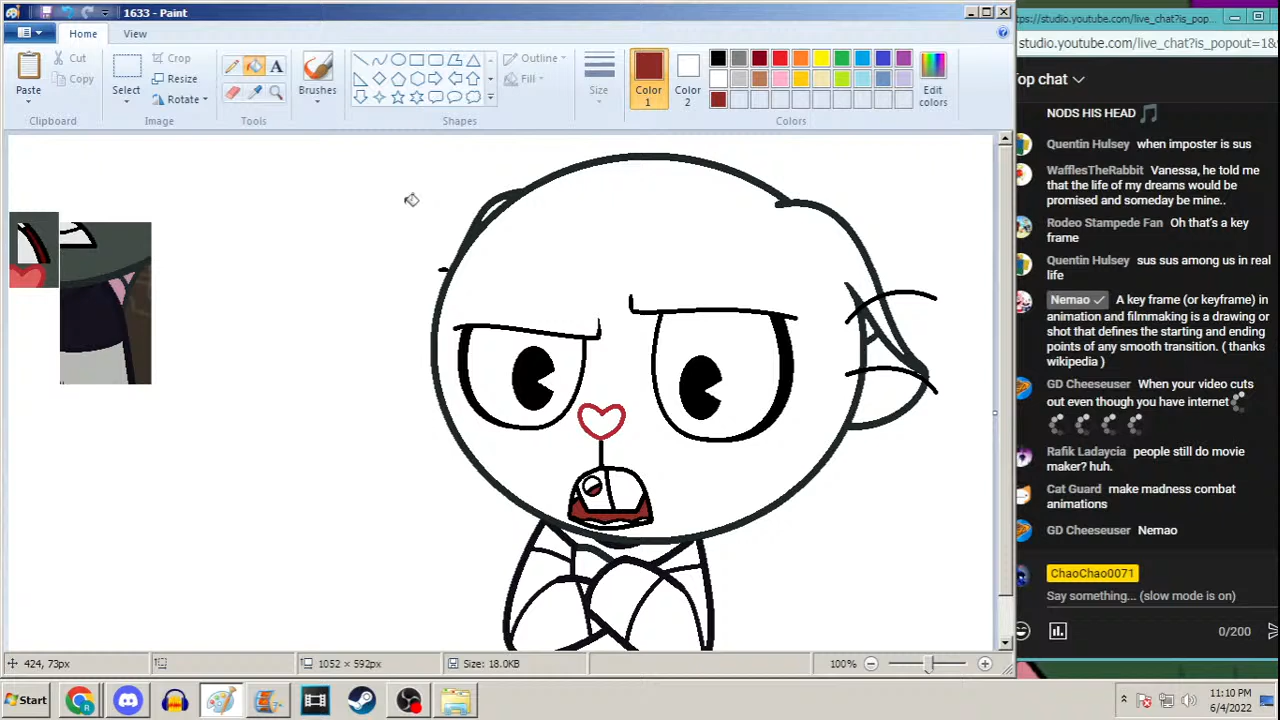 1633 - Paint
ttps://studio.youtube.com/live_chat?is_pop...
Home
View
studio.youtube.com/live_chat?is_popout=1&
Paste
Cut
Copy
Select
Crop
Resize
Rotate
Brushes
Outline
Fill
Size
Color 1
Color 2
Edit colors
Clipboard
Image
Tools
Shapes
Colors
Top chat
NODS HIS HEAD
Quentin Hulsey when imposter is sus
WafflesTheRabbit Vanessa, he told me
that the life of my dreams would be
promised and someday be mine..
Rodeo Stampede Fan Oh that's a key
frame
Quentin Hulsey sus sus among us in real
life
Nemao A key frame (or keyframe) in
animation and filmmaking is a drawing or
shot that defines the starting and ending
points of any smooth transition. ( thanks
wikipedia )
GD Cheeseuser When your video cuts
out even though you have internet
Rafik Ladaycia people still do movie
maker? huh.
Cat Guard make madness combat
animations
GD Cheeseuser Nemao
ChaoChao0071
Say something... (slow mode is on)
0/200
424, 73px
1052 × 592px
Size: 18.0KB
100%
Start
11:10 PM
6/4/2022